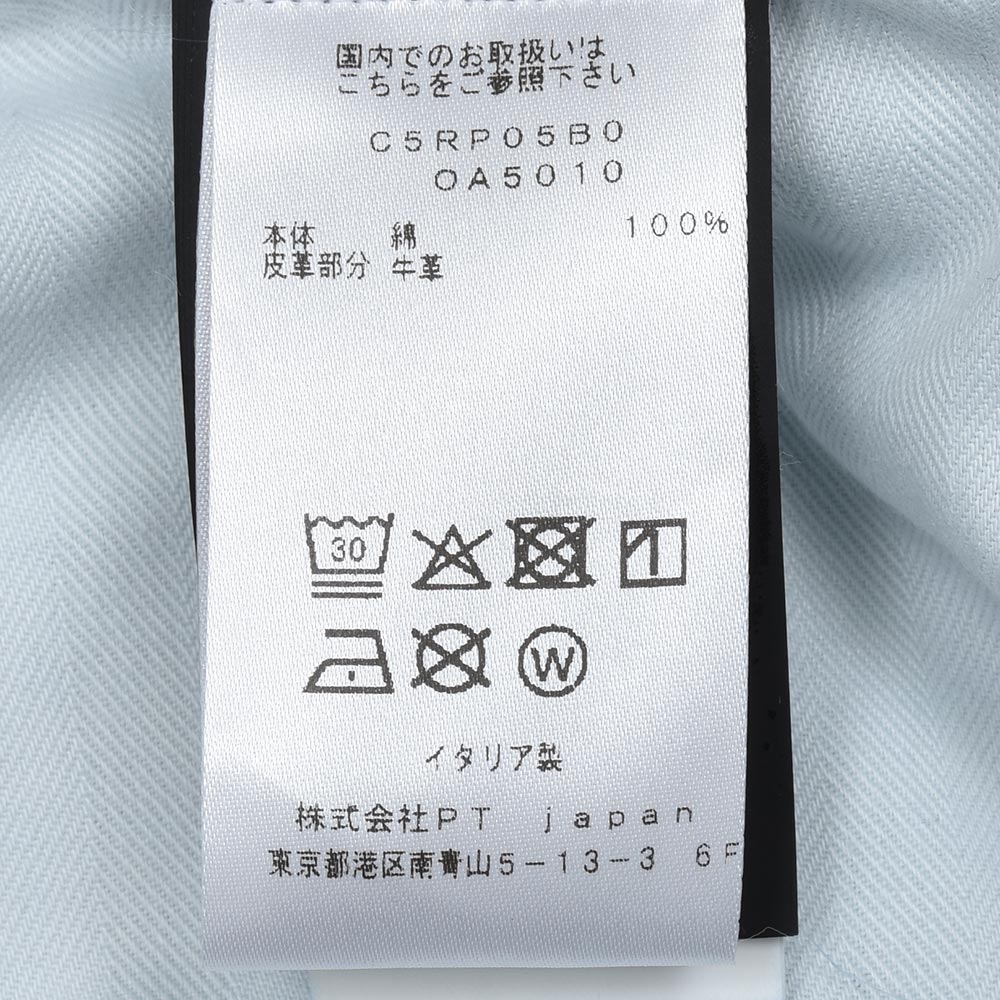 国内でのお取扱いは
こちらをご参照下さい
C5RP05B0
0A5010
本体 綿 100%
皮革部分 牛革
30
W
イタリア製
株式会社PT japan
東京都港区南青山5-13-3 6F